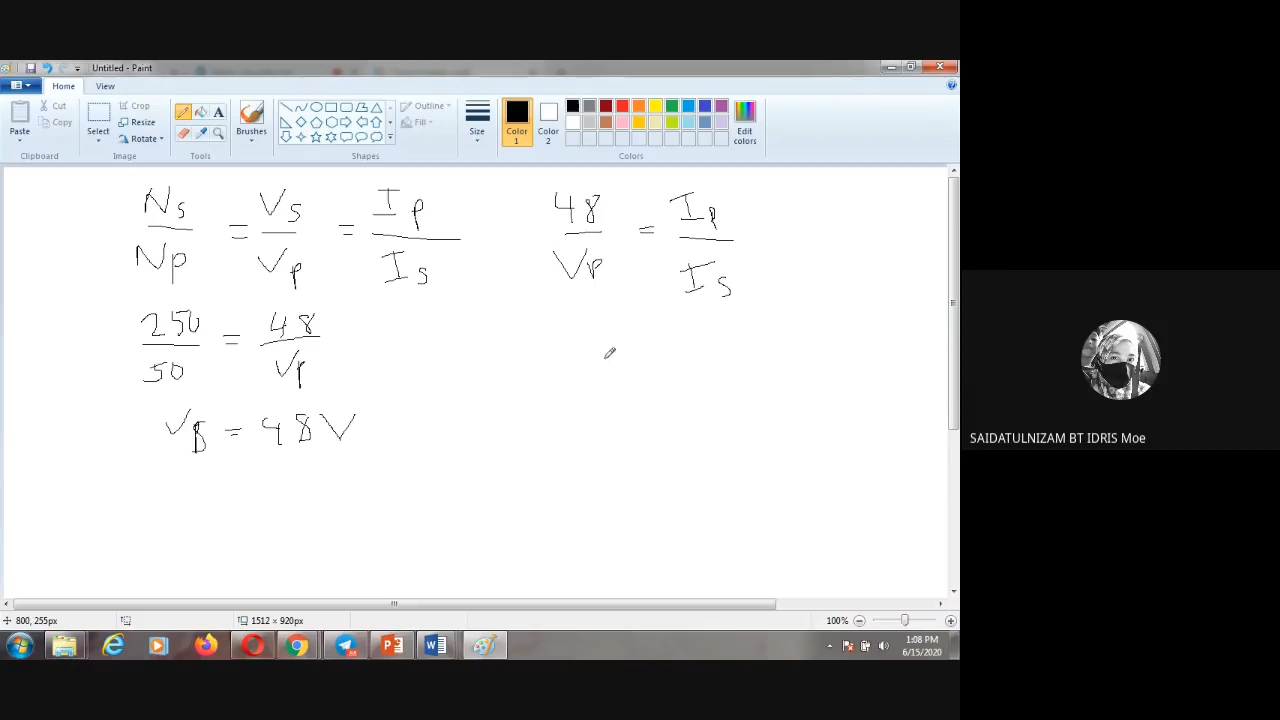 Untitled - Paint
Home View
Paste
Cut
Copy
Clipboard
Select
Crop
Resize
Rotate
Image
Tools
Brushes
Shapes
Outline
Fill
Size
Color 1
Color 2
Edit colors
Colors
Ns/Np = Vs/Vp = Ip/Is
250/50 = 48/Vp
= 48V
48/Vp = Ip/Is
SAIDATULNIZAM BT IDRIS Moe
800, 255px
1512 × 920px
100%
1:08 PM
6/15/2020